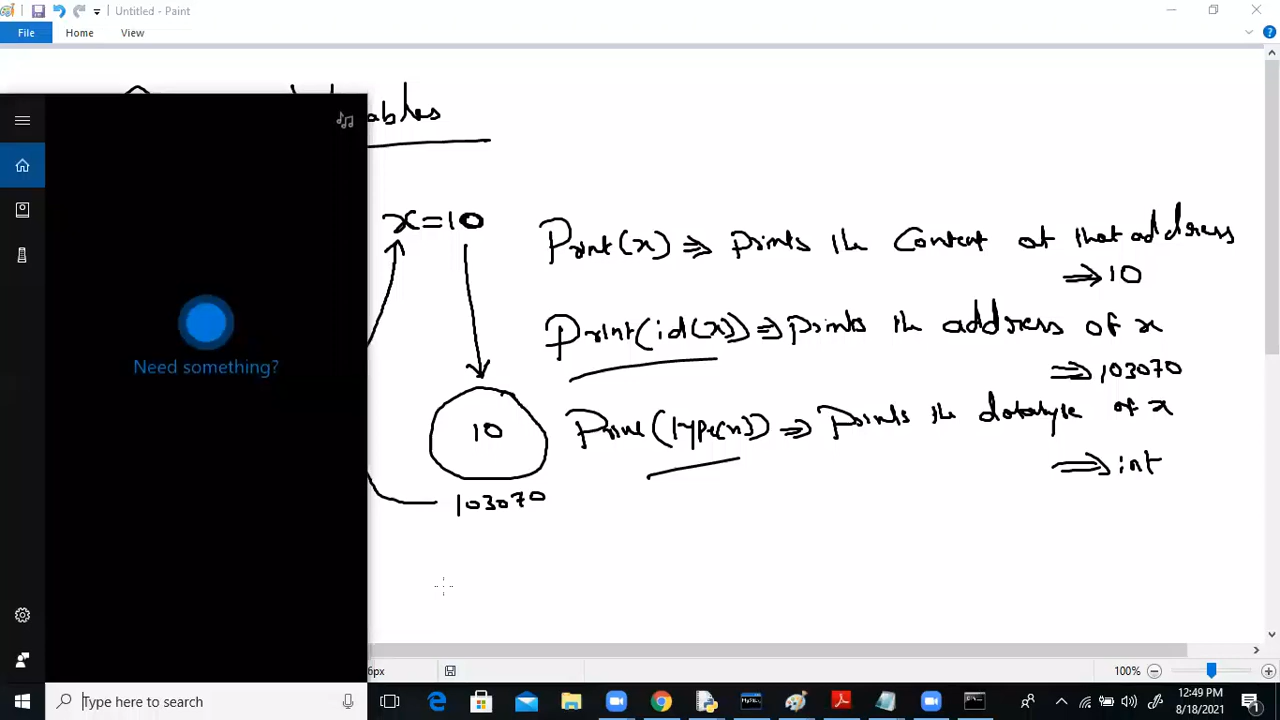 Untitled - Paint
File Home View
ables
x=10
Print(x) ⇒ prints the content at that address
⇒ 10
Print(id(x)) ⇒ prints the address of x
⇒ 103070
Print(type(x)) ⇒ prints the datatype of x
⇒ int
10
103070
Need something?
6px
100%
Type here to search
12:49 PM
8/18/2021